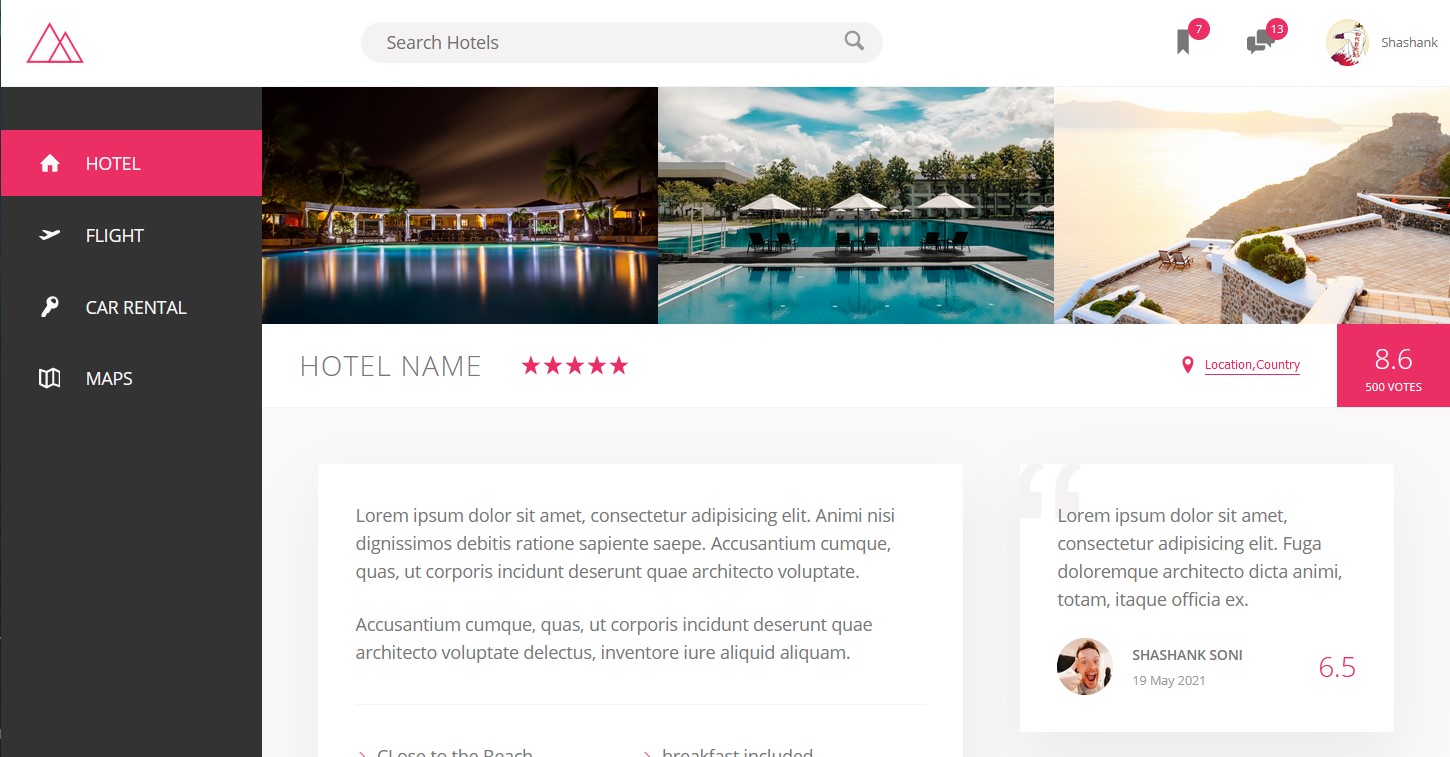 Search Hotels
7
13
Shashank
HOTEL
FLIGHT
CAR RENTAL
MAPS
HOTEL NAME
Location,Country
8.6
500 VOTES
Lorem ipsum dolor sit amet, consectetur adipisicing elit. Animi nisi
dignissimos debitis ratione sapiente saepe. Accusantium cumque,
quas, ut corporis incidunt deserunt quae architecto voluptate.
Accusantium cumque, quas, ut corporis incidunt deserunt quae
architecto voluptate delectus, inventore iure aliquid aliquam.
CLose to the Beach
breakfast included
“
Lorem ipsum dolor sit amet,
consectetur adipisicing elit. Fuga
doloremque architecto dicta animi,
totam, itaque officia ex.
SHASHANK SONI
19 May 2021
6.5